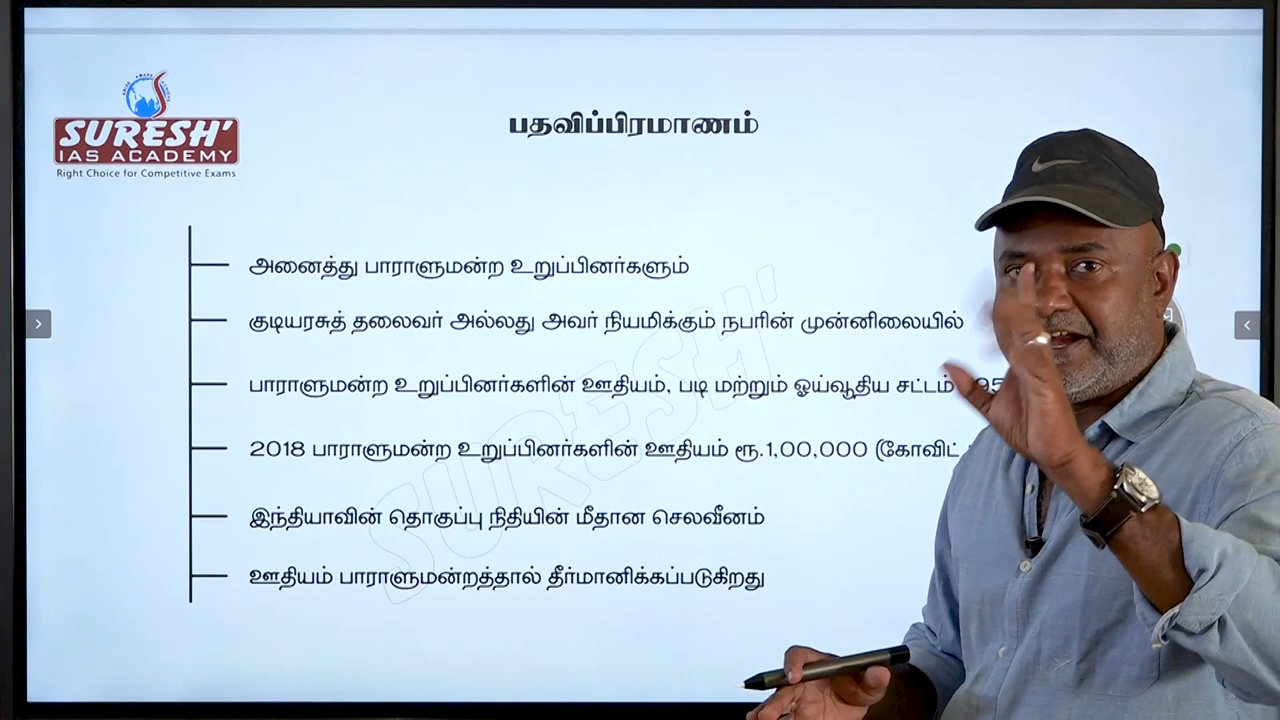 SURESH'
IAS ACADEMY
Right Choice for Competitive Exams
பதவிப்பிரமாணம்
அனைத்து பாராளுமன்ற உறுப்பினர்களும்
குடியரசுத் தலைவர் அல்லது அவர் நியமிக்கும் நபரின் முன்னிலையில்
பாராளுமன்ற உறுப்பினர்களின் ஊதியம், படி மற்றும் ஓய்வூதிய சட்டம்
2018 பாராளுமன்ற உறுப்பினர்களின் ஊதியம் ரூ.1,00,000 (கோவிட்
இந்தியாவின் தொகுப்பு நிதியின் மீதான செலவீனம்
ஊதியம் பாராளுமன்றத்தால் தீர்மானிக்கப்படுகிறது
SURESH'